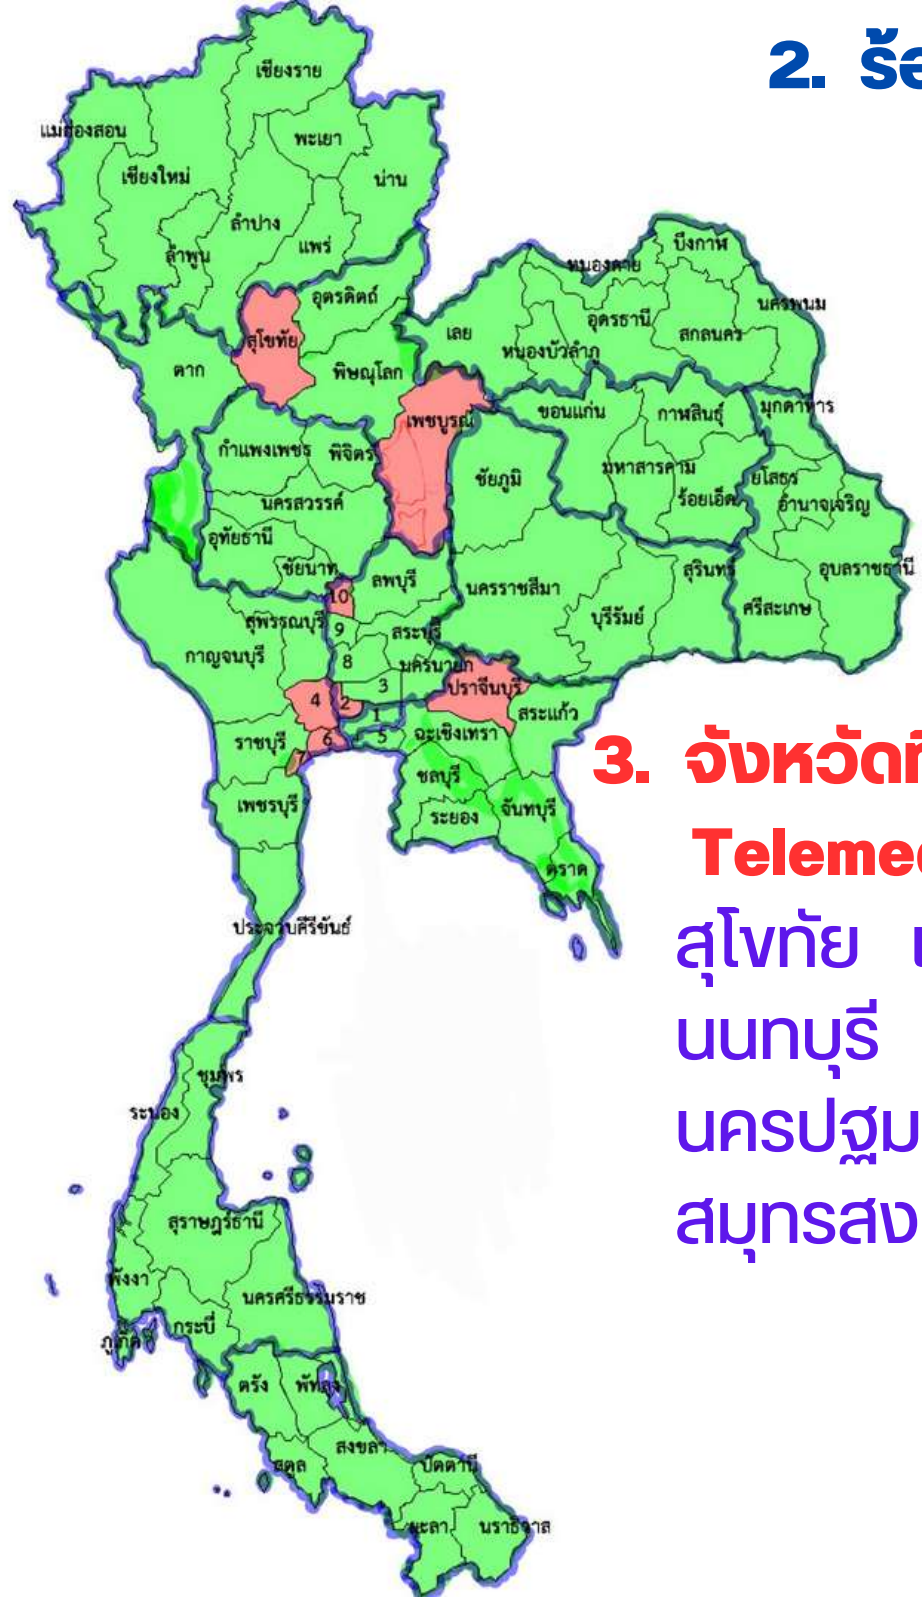 2. ร้อ
เชียงราย
แม่ฮ่องสอน
พะเยา
เชียงใหม่
น่าน
ลำปาง
แพร่
ลำพูน
บึงกาฬ
หนองคาย
อุตรดิตถ์
นครพนม
อุดรธานี
สุโขทัย
เลย
สกลนคร
หนองบัวลำภู
ตาก
พิษณุโลก
เพชบูรณ์
ขอนแก่น
กาฬสินธุ์
มุกดาหาร
กำแพงเพชร
พิจิตร
ชัยภูมิ
มหาสารคาม
ยโสธร
นครสวรรค์
ร้อยเอ็ด
อำนาจเจริญ
อุทัยธานี
ชัยนาท
ลพบุรี
นครราชสีมา
สุรินทร์
อุบลราชธานี
10
บุรีรัมย์
ศรีสะเกษ
สุพรรณบุรี
9
สระบุรี
กาญจนบุรี
8
นครนายก
3
ปราจีนบุรี
4
2
1
สระแก้ว
ราชบุรี
6
5
ฉะเชิงเทรา
7
ชลบุรี
3. จังหวัดที
เพชรบุรี
ระยอง
จันทบุรี
Teleme
ตราด
ประจวบคีรีขันธ์
สุโขทัย
นนทบุรี
ชุมพร
ระนอง
นครปฐม
สุราษฎร์ธานี
สมุทรสง
พังงา
นครศรีธรรมราช
ภูเก็ต
กระบี่
ตรัง
พัทลุง
สงขลา
สตูล
ปัตตานี
ยะลา
นราธิวาส